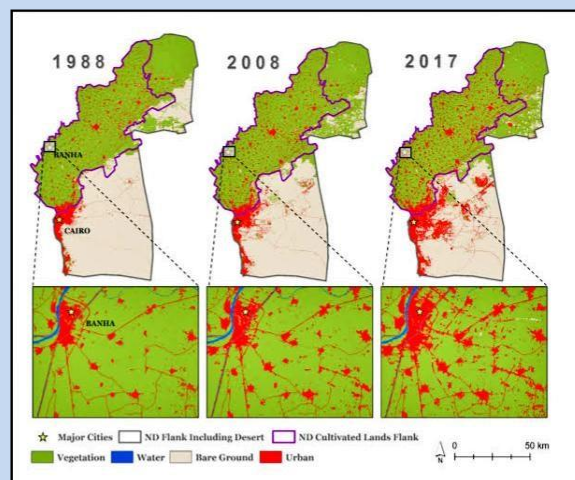 1988
2008
2017
BANHA
CAIRO
BANHA
Major Cities ND Flank Including Desert ND Cultivated Lands Flank
Vegetation Water Bare Ground Urban
N
0 50 km